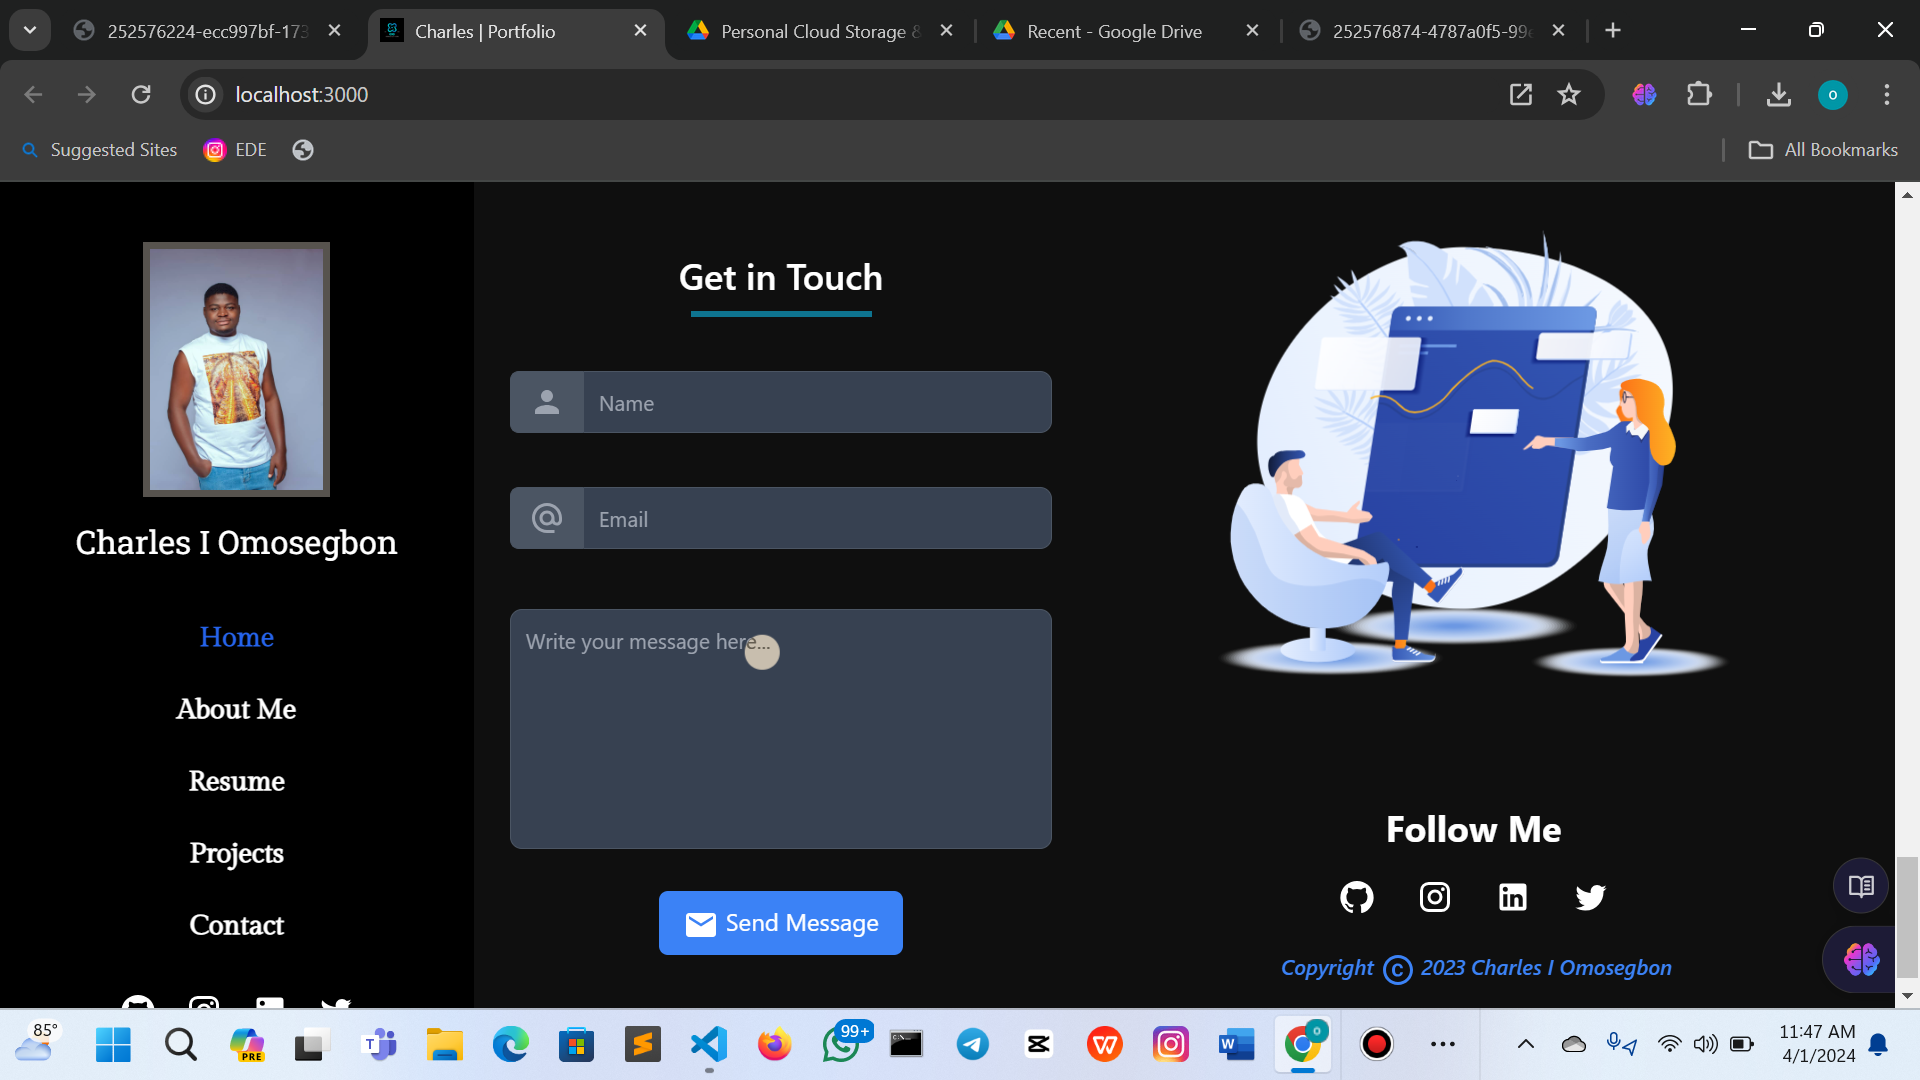 252576224-ecc997bf-173
Charles | Portfolio
Personal Cloud Storage &
Recent - Google Drive
252576874-4787a0f5-99
localhost:3000
Suggested Sites
EDE
All Bookmarks
Charles I Omosegbon
Home
About Me
Resume
Projects
Contact
Get in Touch
Name
Email
Write your message here...
Send Message
Follow Me
Copyright © 2023 Charles I Omosegbon
85°
PRE
99+
11:47 AM
4/1/2024